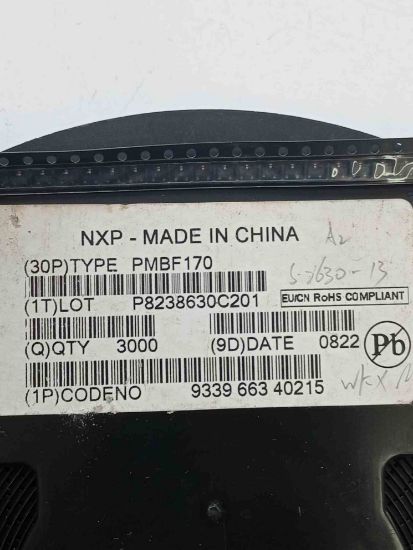 NXP - MADE IN CHINA
(30P)TYPE PMBF170
(1T)LOT P8238630C201
EU/CN RoHS COMPLIANT
(Q)QTY 3000 (9D)DATE 0822
Pb
(1P)CODENO 9339 663 40215